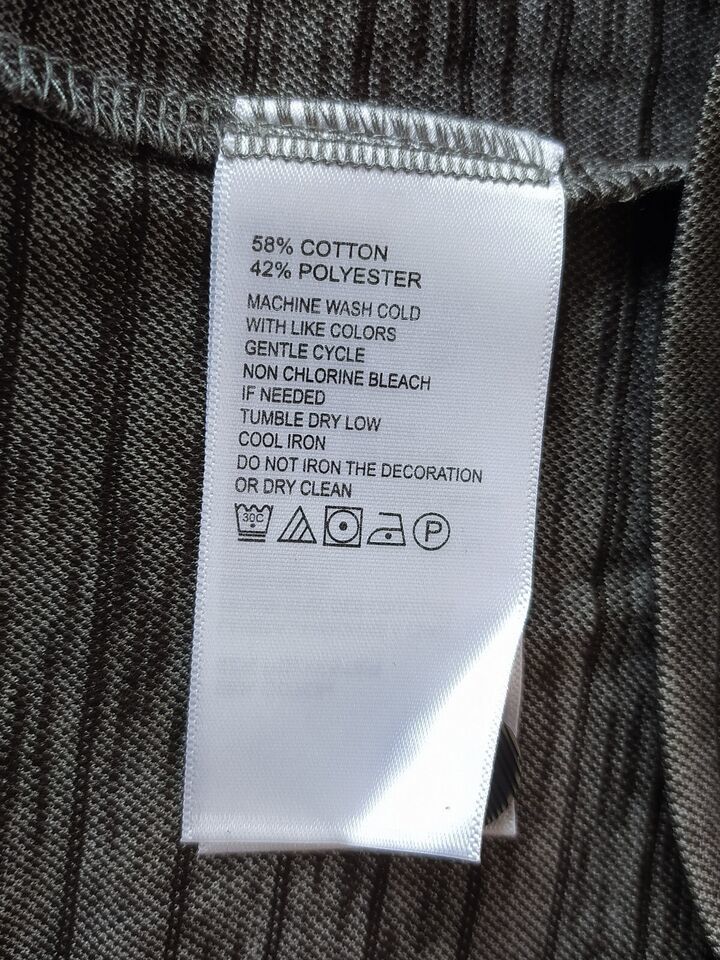 58% COTTON
42% POLYESTER
MACHINE WASH COLD
WITH LIKE COLORS
GENTLE CYCLE
NON CHLORINE BLEACH
IF NEEDED
TUMBLE DRY LOW
COOL IRON
DO NOT IRON THE DECORATION
OR DRY CLEAN
30C P